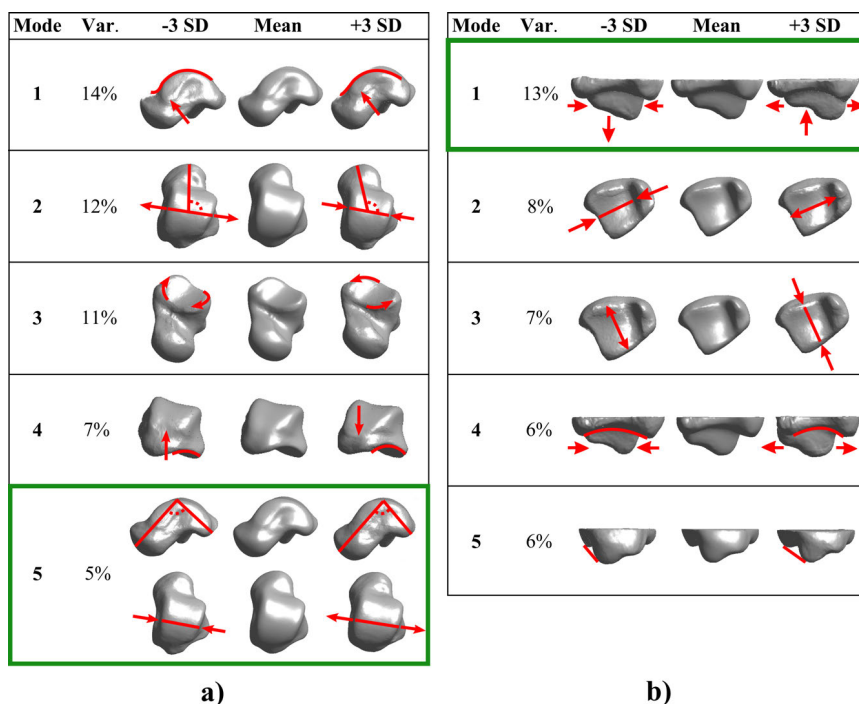 Mode Var. -3 SD Mean +3 SD
1 14%
2 12%
3 11%
4 7%
5 5%
a)
Mode Var. -3 SD Mean +3 SD
1 13%
2 8%
3 7%
4 6%
5 6%
b)